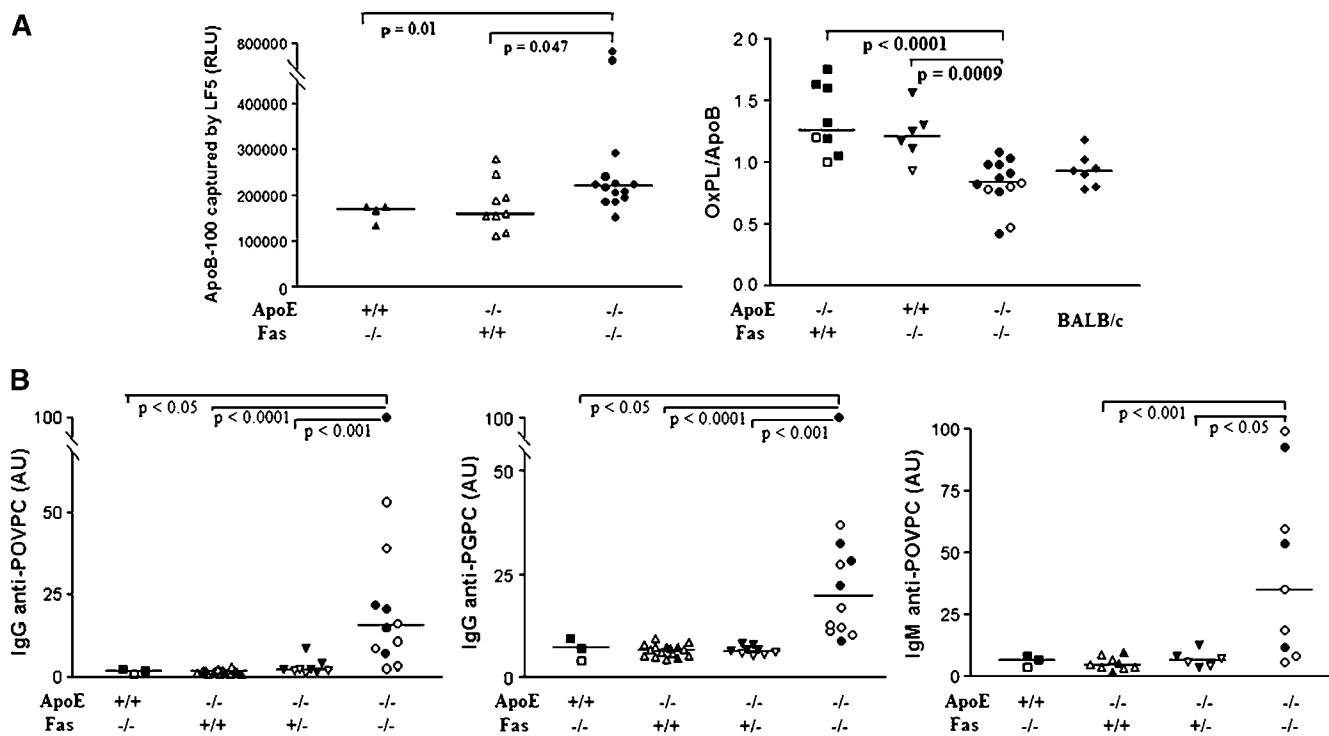 A
ApoB-100 captured by LF5 (RLU)
800000
400000
300000
200000
100000
0
p = 0.01
p = 0.047
ApoE +/+ -/- -/-
Fas -/- +/+ -/-
OxPL/ApoB
2.0
1.5
1.0
0.5
0.0
p < 0.0001
p = 0.0009
ApoE -/- +/+ -/-
Fas +/+ -/- -/-
BALB/c
B
IgG anti-POVPC (AU)
100
50
25
0
p < 0.05
p < 0.0001
p < 0.001
ApoE +/+ -/- -/- -/-
Fas -/- +/+ +/- -/-
IgG anti-PGPC (AU)
100
50
25
0
p < 0.05
p < 0.0001
p < 0.001
ApoE +/+ -/- -/- -/-
Fas -/- +/+ +/- -/-
IgM anti-POVPC (AU)
100
75
50
25
0
p < 0.001
p < 0.05
ApoE +/+ -/- -/- -/-
Fas -/- +/+ +/- -/-